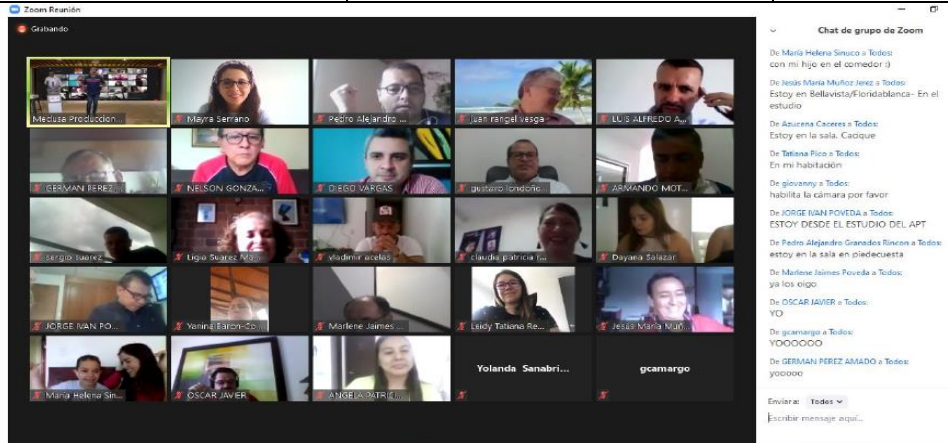 Zoom Reunión
Grabando
Medusa Produccion...
Mayra Serrano
Pedro Alejandro ...
juan rangel vesga
LUIS ALFREDO A...
GERMAN PEREZ...
NELSON GONZA...
DIEGO VARGAS
gustavo londoño...
ARMANDO MOT...
sergio suarez
Ligia Suarez Ma...
vladimir acelas
claudia patricia r...
Dayana Salazar
JORGE IVAN PO...
Yanina Baron-Co...
Marlene Jaimes ...
Leidy Tatiana Re...
Jesús María Muñ...
María Helena Sin...
OSCAR JAVIER
ANGELA PATRIC...
Yolanda Sanabri...
gcamargo
Chat de grupo de Zoom
De María Helena Sinuco a Todos:
con mi hijo en el comedor :)
De Jesús María Muñoz Jerez a Todos:
Estoy en Bellavista/Floridablanca- En el
estudio
De Azucena Caceres a Todos:
Estoy en la sala. Cacique
De Tatiana Pico a Todos:
En mi habitación
De giovanny a Todos:
habilita la cámara por favor
De JORGE IVAN POVEDA a Todos:
ESTOY DESDE EL ESTUDIO DEL APT
De Pedro Alejandro Granados Rincon a Todos:
estoy en la sala en piedecuesta
De Marlene Jaimes Poveda a Todos:
ya los oigo
De OSCAR JAVIER a Todos:
YO
De gcamargo a Todos:
YOOOOOO
De GERMAN PEREZ AMADO a Todos:
yooooo
Enviar a: Todos
Escribir mensaje aquí...